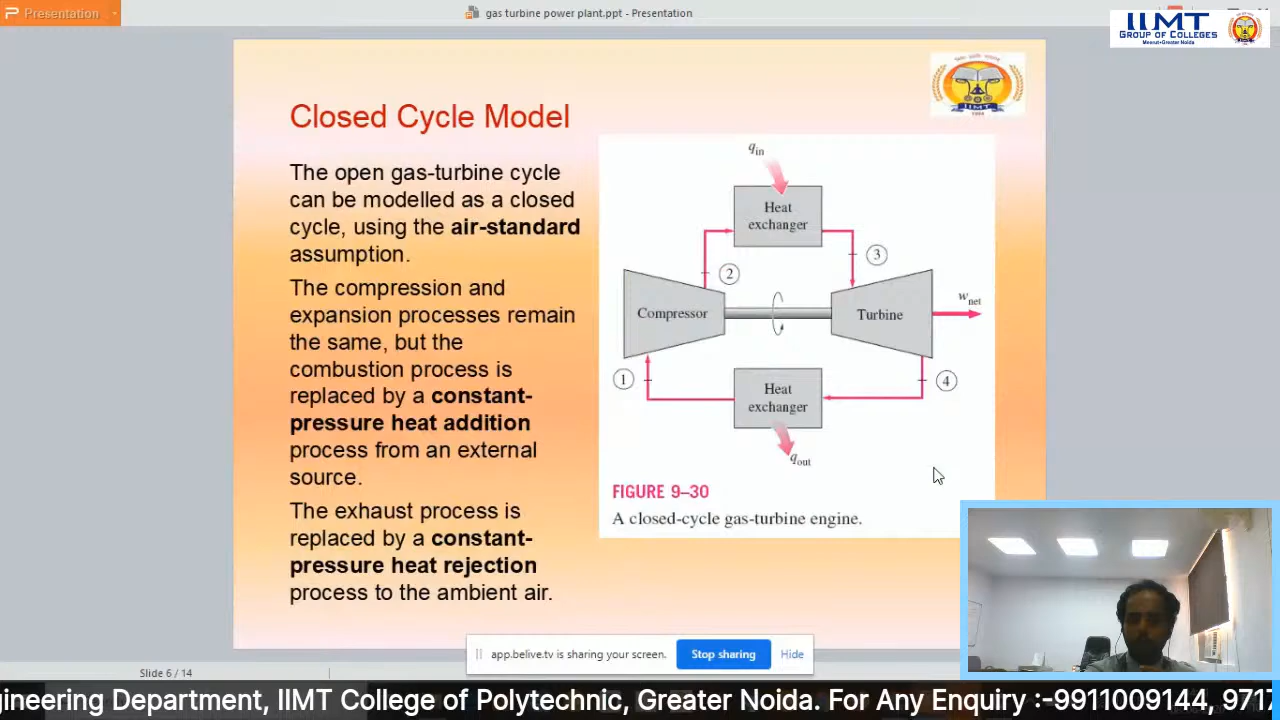 Presentation
gas turbine power plant.ppt - Presentation
IIMT
GROUP OF COLLEGES
Meerut•Greater Noida
IIMT
Closed Cycle Model
The open gas-turbine cycle
can be modelled as a closed
cycle, using the air-standard
assumption.
The compression and
expansion processes remain
the same, but the
combustion process is
replaced by a constant-
pressure heat addition
process from an external
source.
The exhaust process is
replaced by a constant-
pressure heat rejection
process to the ambient air.
qin
Heat
exchanger
2
3
Compressor
Turbine
wnet
1
4
Heat
exchanger
qout
FIGURE 9–30
A closed-cycle gas-turbine engine.
app.belive.tv is sharing your screen.
Stop sharing
Hide
Slide 6 / 14
gineering Department, IIMT College of Polytechnic, Greater Noida. For Any Enquiry :-9911009144, 9717